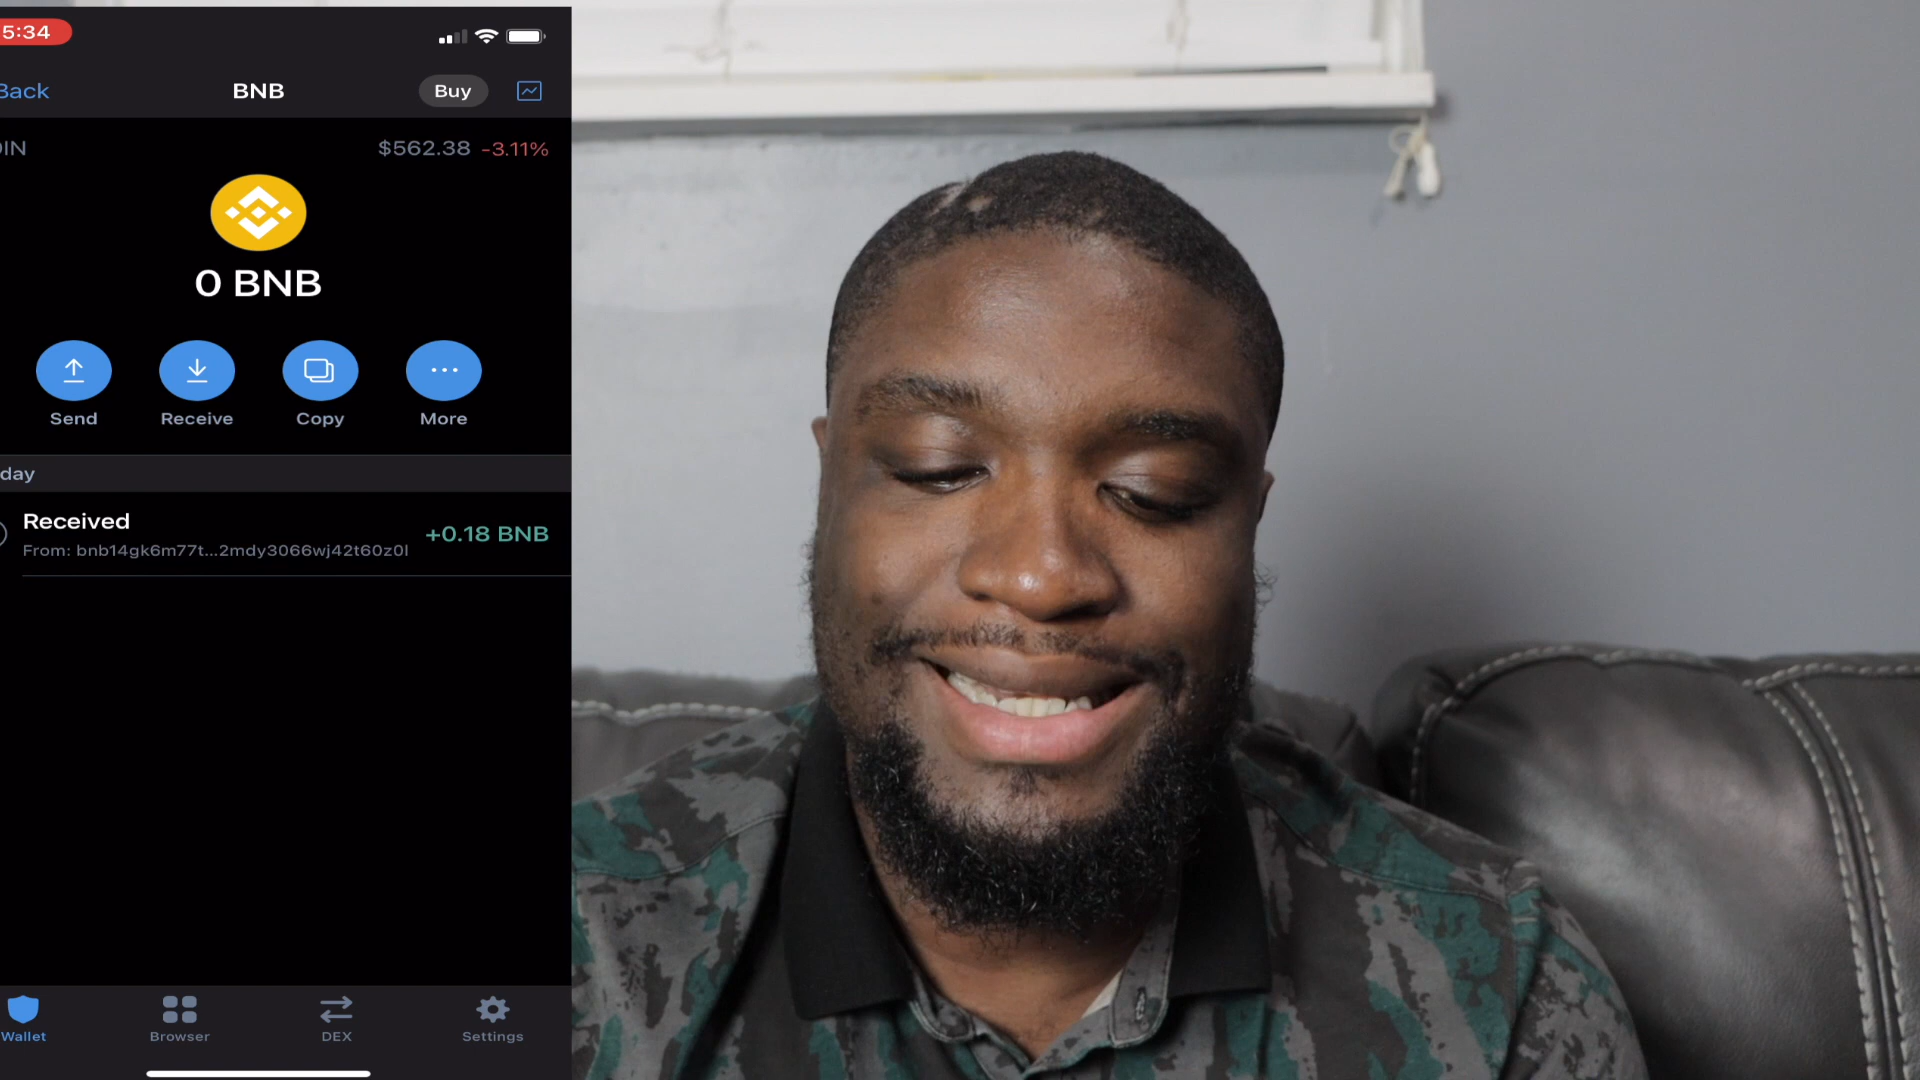 5:34
Back
BNB
Buy
OIN
$562.38 -3.11%
0 BNB
Send
Receive
Copy
More
day
Received
+0.18 BNB
From: bnb14gk6m77t...2mdy3066wj42t60z0l
Wallet
Browser
DEX
Settings